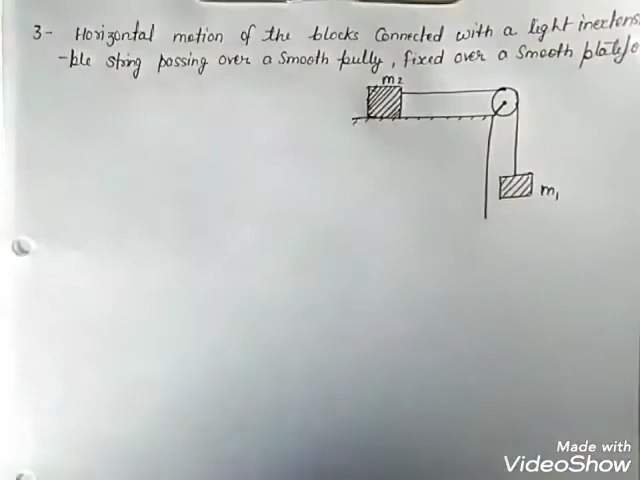 3- Horizontal motion of the blocks Connected with a light inextensi
-ble string passing over a smooth pully, fixed over a smooth platfo
m2
m1
Made with
VideoShow